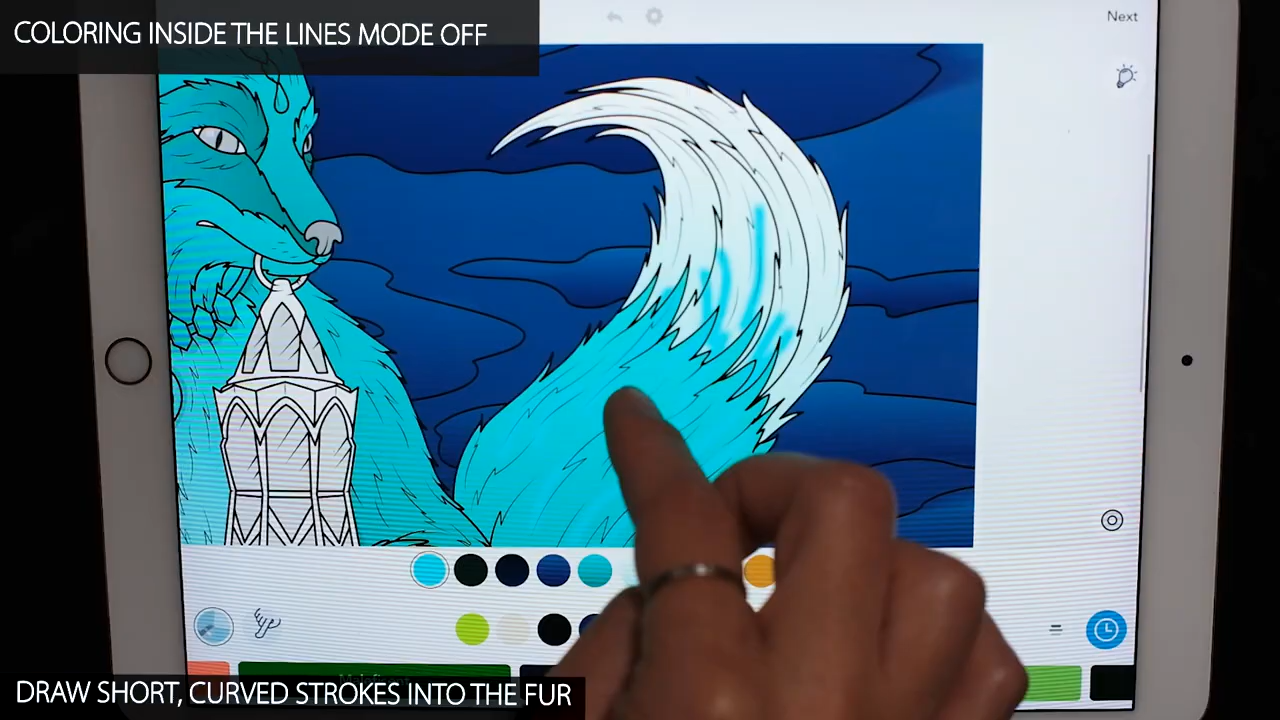 COLORING INSIDE THE LINES MODE OFF
Next
DRAW SHORT, CURVED STROKES INTO THE FUR